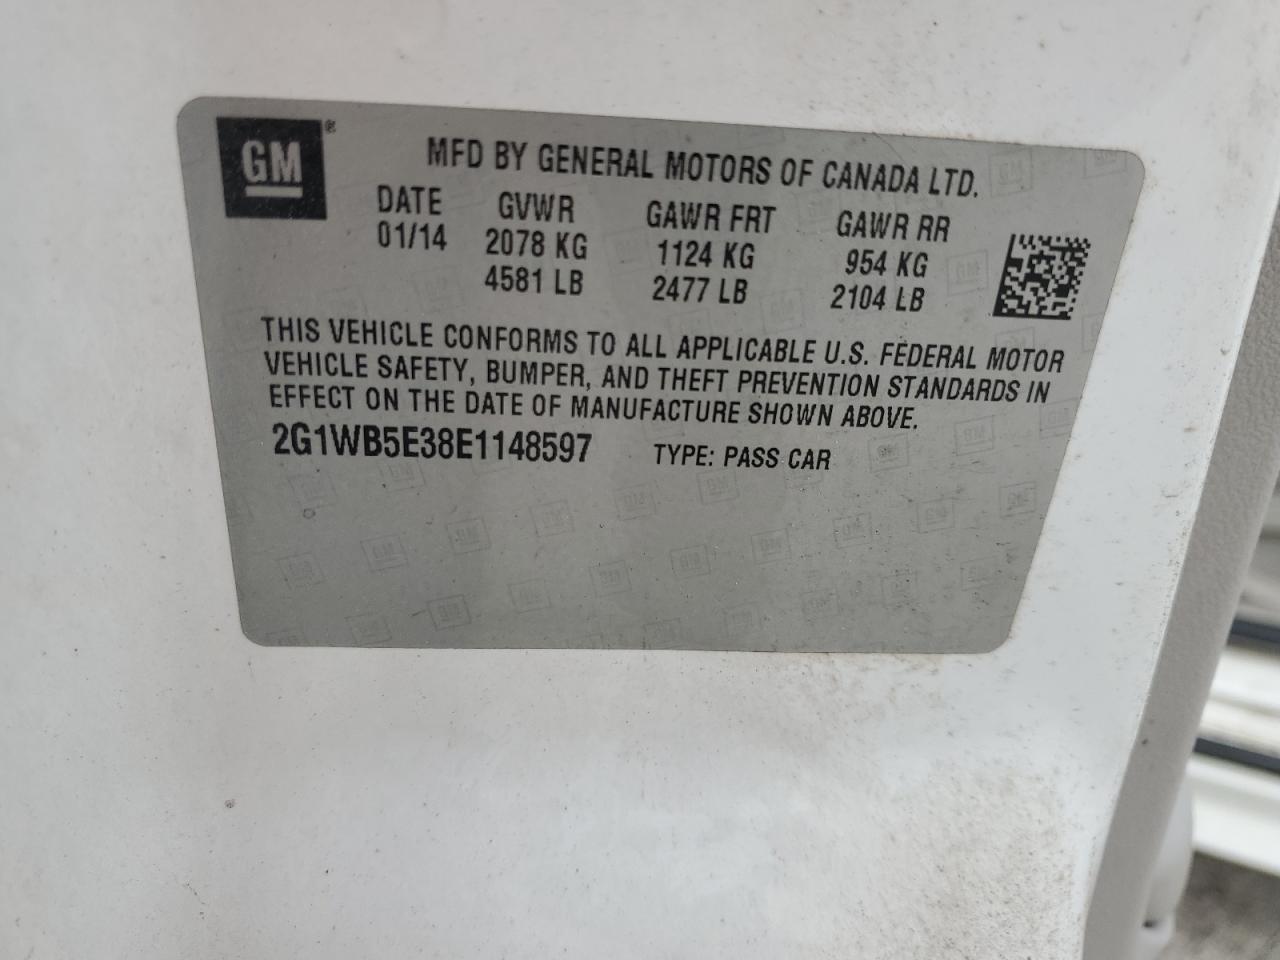 GM®
MFD BY GENERAL MOTORS OF CANADA LTD.
DATE GVWR GAWR FRT GAWR RR
01/14 2078 KG 1124 KG 954 KG
4581 LB 2477 LB 2104 LB
THIS VEHICLE CONFORMS TO ALL APPLICABLE U.S. FEDERAL MOTOR
VEHICLE SAFETY, BUMPER, AND THEFT PREVENTION STANDARDS IN
EFFECT ON THE DATE OF MANUFACTURE SHOWN ABOVE.
2G1WB5E38E1148597 TYPE: PASS CAR